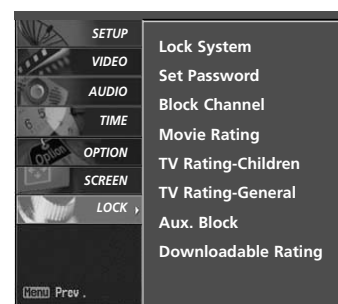 SETUP
VIDEO
AUDIO
TIME
OPTION
SCREEN
LOCK
Menu Prev.
Lock System
Set Password
Block Channel
Movie Rating
TV Rating-Children
TV Rating-General
Aux. Block
Downloadable Rating